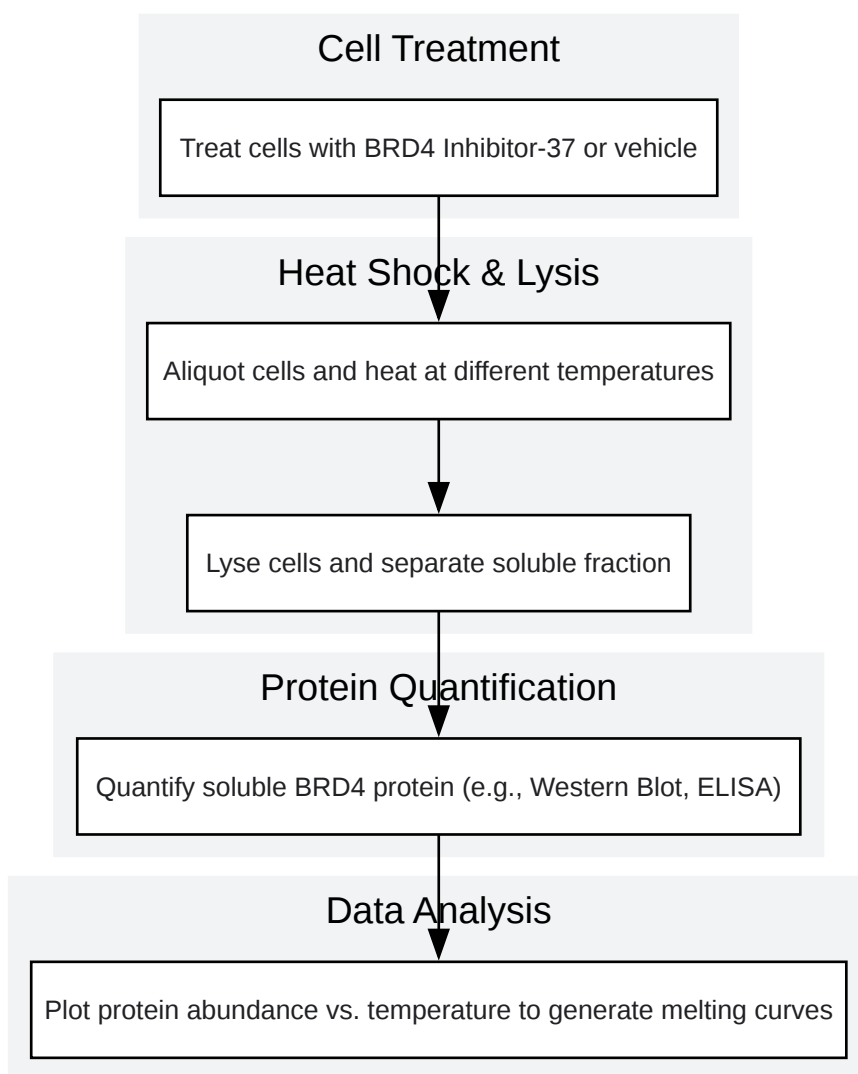 Cell Treatment
Treat cells with BRD4 Inhibitor-37 or vehicle
Heat Shock & Lysis
Aliquot cells and heat at different temperatures
Lyse cells and separate soluble fraction
Protein Quantification
Quantify soluble BRD4 protein (e.g., Western Blot, ELISA)
Data Analysis
Plot protein abundance vs. temperature to generate melting curves